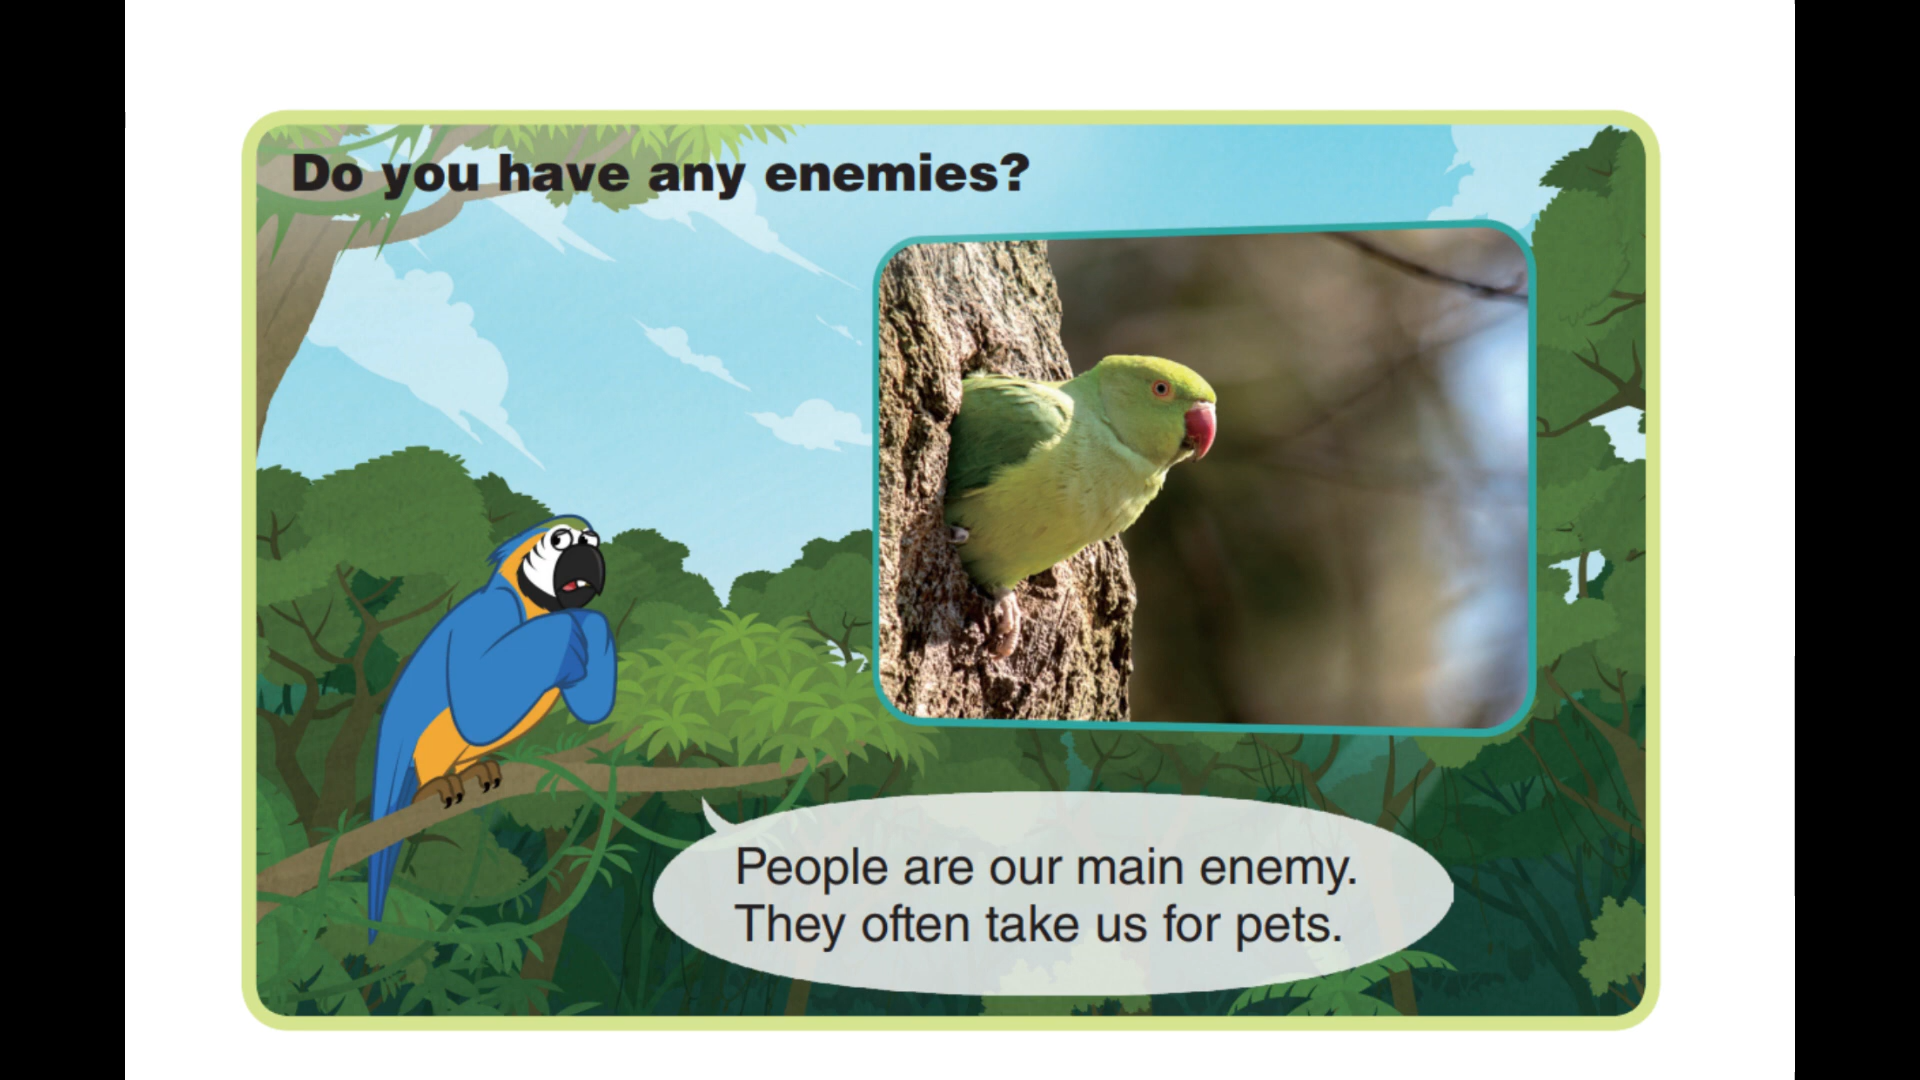 Do you have any enemies?
People are our main enemy.
They often take us for pets.